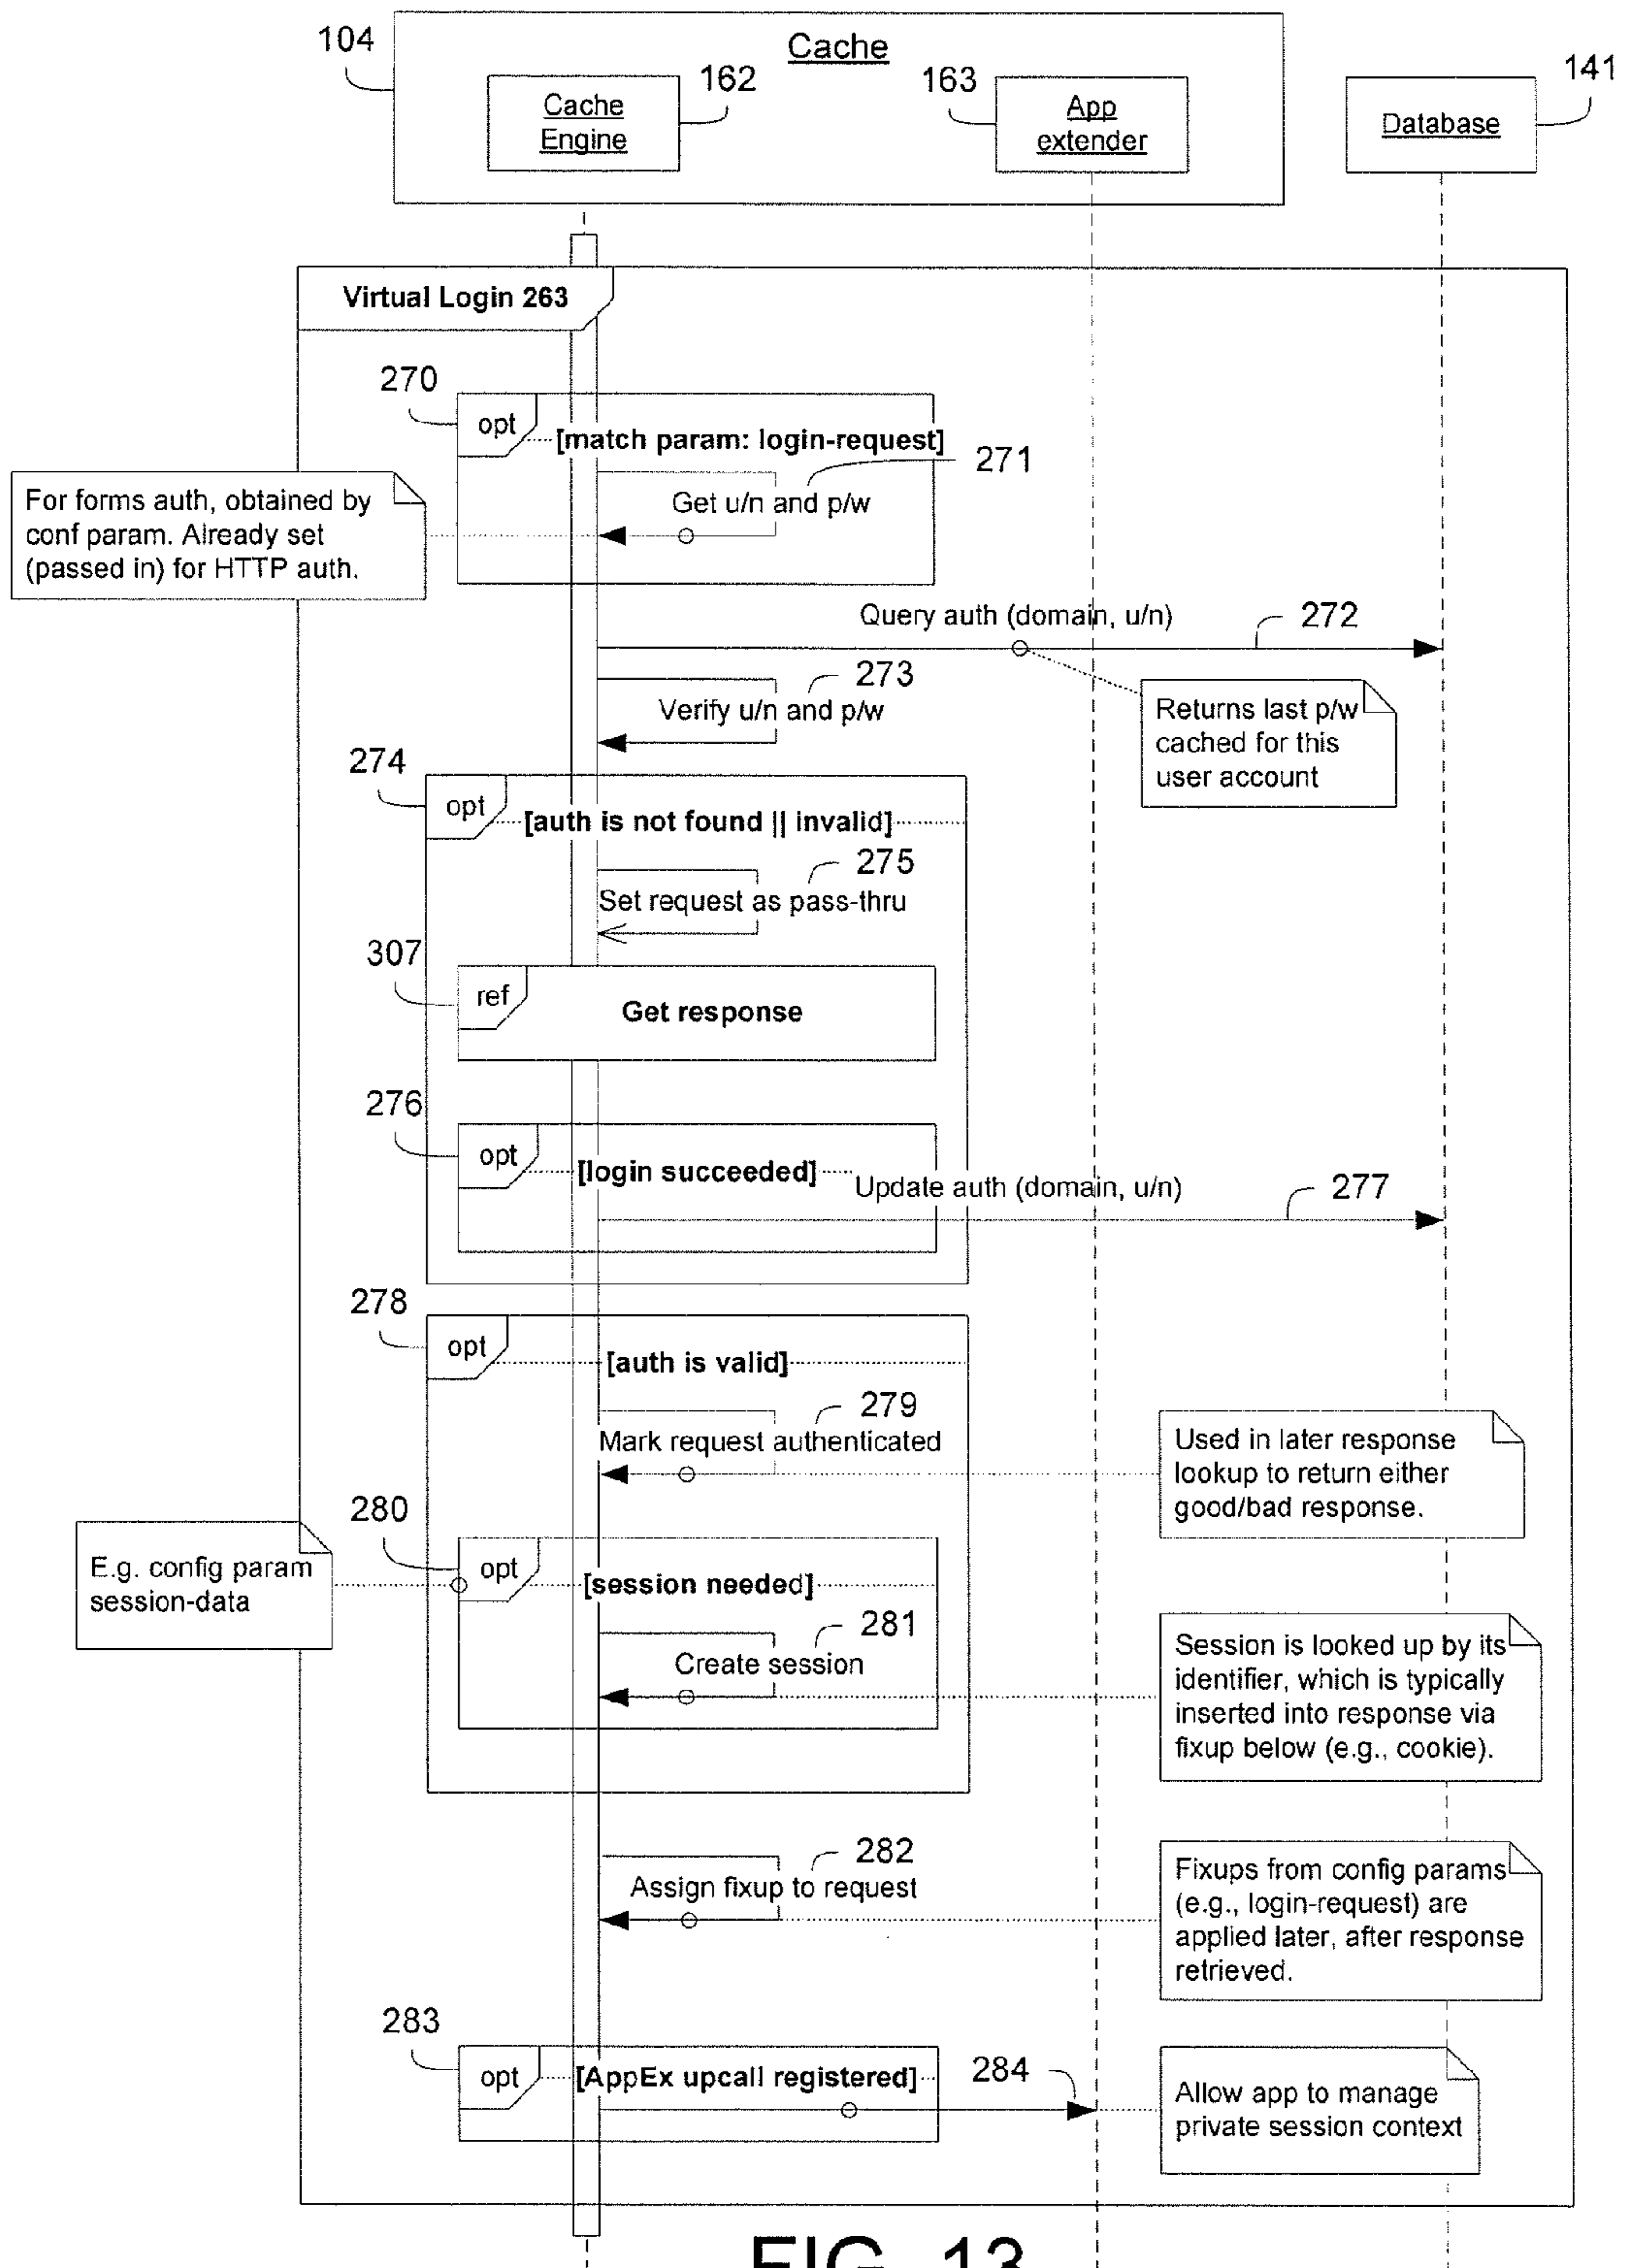 104
Cache
162
163
141
Cache
Engine
App
extender
Database
Virtual Login 263
270
opt
[match param: login-request]
271
For forms auth, obtained by
conf param. Already set
(passed in) for HTTP auth.
Get u/n and p/w
Query auth (domain, u/n)
272
273
Verify u/n and p/w
Returns last p/w
cached for this
user account
274
opt
[auth is not found || invalid]
275
Set request as pass-thru
307
ref
Get response
276
opt
[login succeeded]
Update auth (domain, u/n)
277
278
opt
[auth is valid]
279
Mark request authenticated
Used in later response
lookup to return either
good/bad response.
280
E.g. config param
session-data
opt
[session needed]
281
Create session
Session is looked up by its
identifier, which is typically
inserted into response via
fixup below (e.g., cookie).
282
Assign fixup to request
Fixups from config params
(e.g., login-request) are
applied later, after response
retrieved.
283
opt
[AppEx upcall registered]
284
Allow app to manage
private session context
FIG. 13